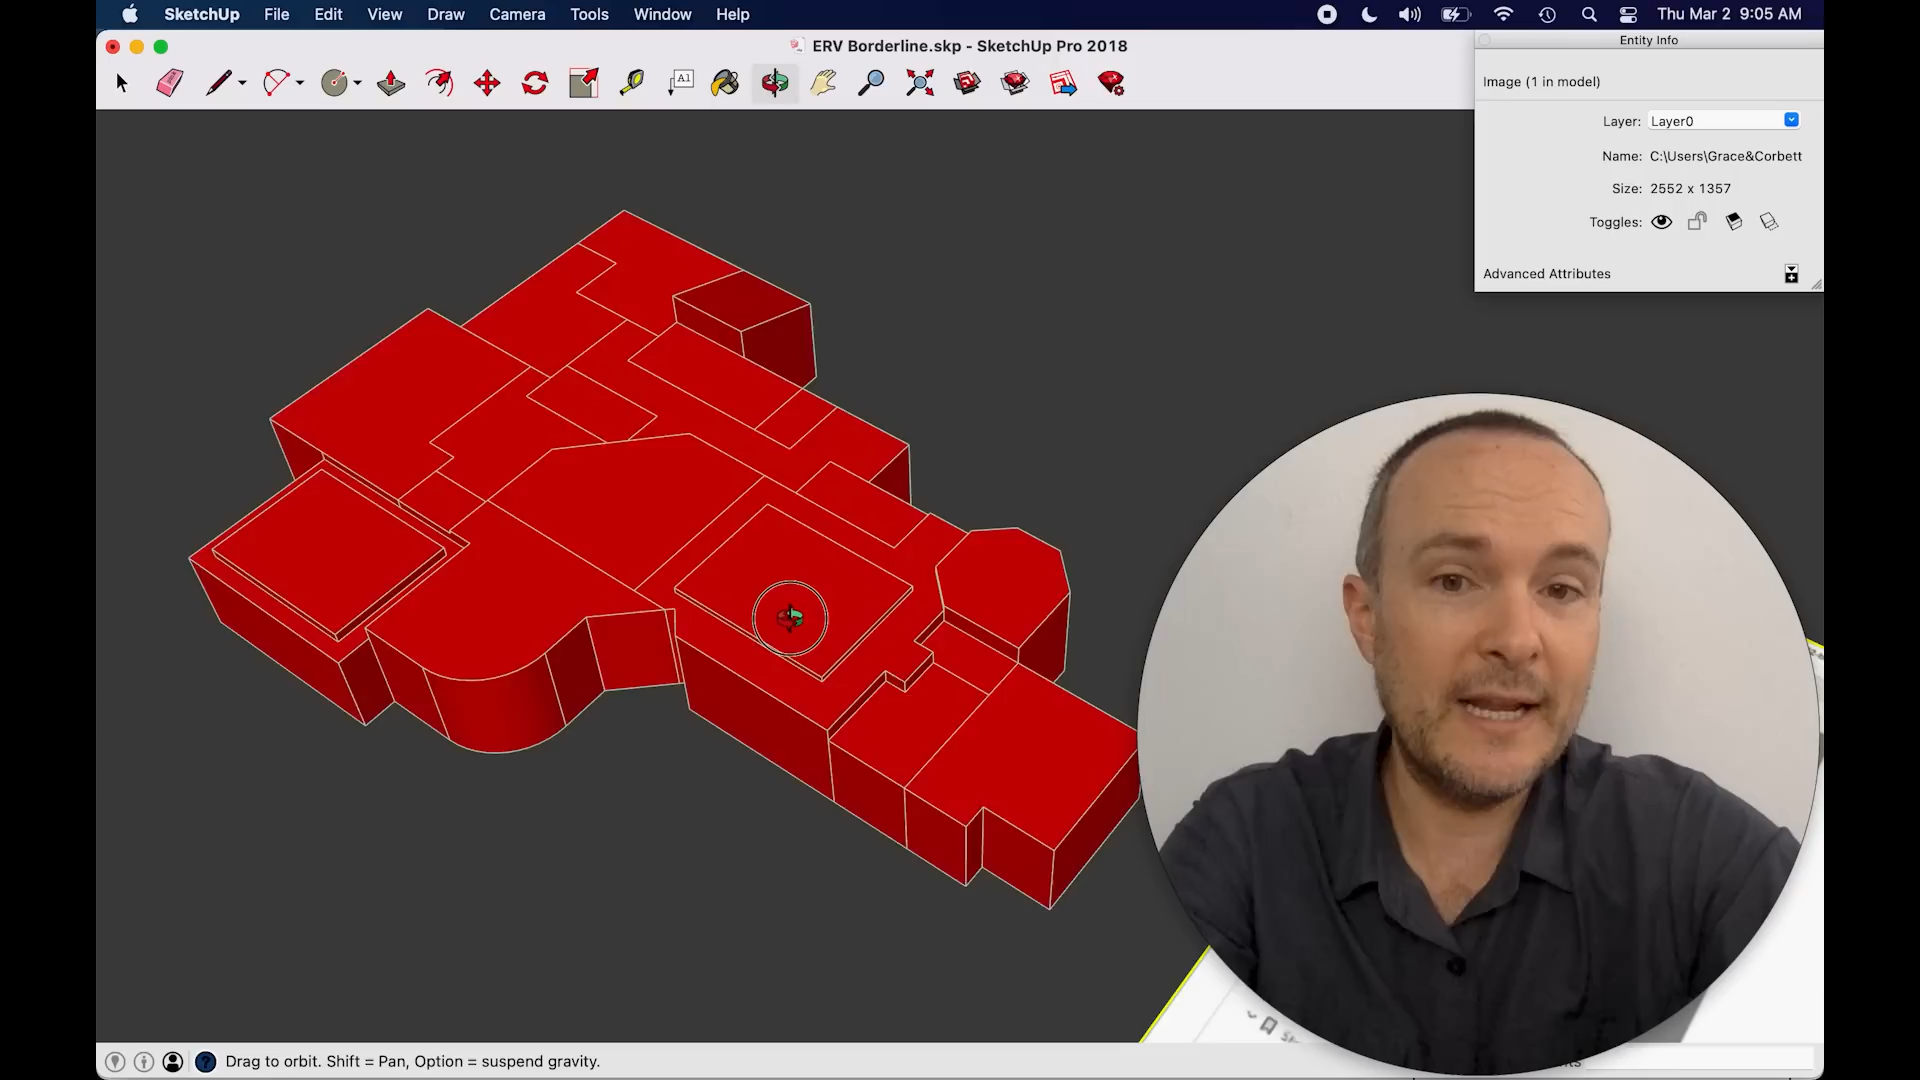 SketchUp File Edit View Draw Camera Tools Window Help Thu Mar 2 9:05 AM
ERV Borderline.skp - SketchUp Pro 2018
A1
Entity Info
Image (1 in model)
Layer: Layer0
Name: C:\Users\Grace&Corbett
Size: 2552 x 1357
Toggles:
Advanced Attributes
Drag to orbit. Shift = Pan, Option = suspend gravity.